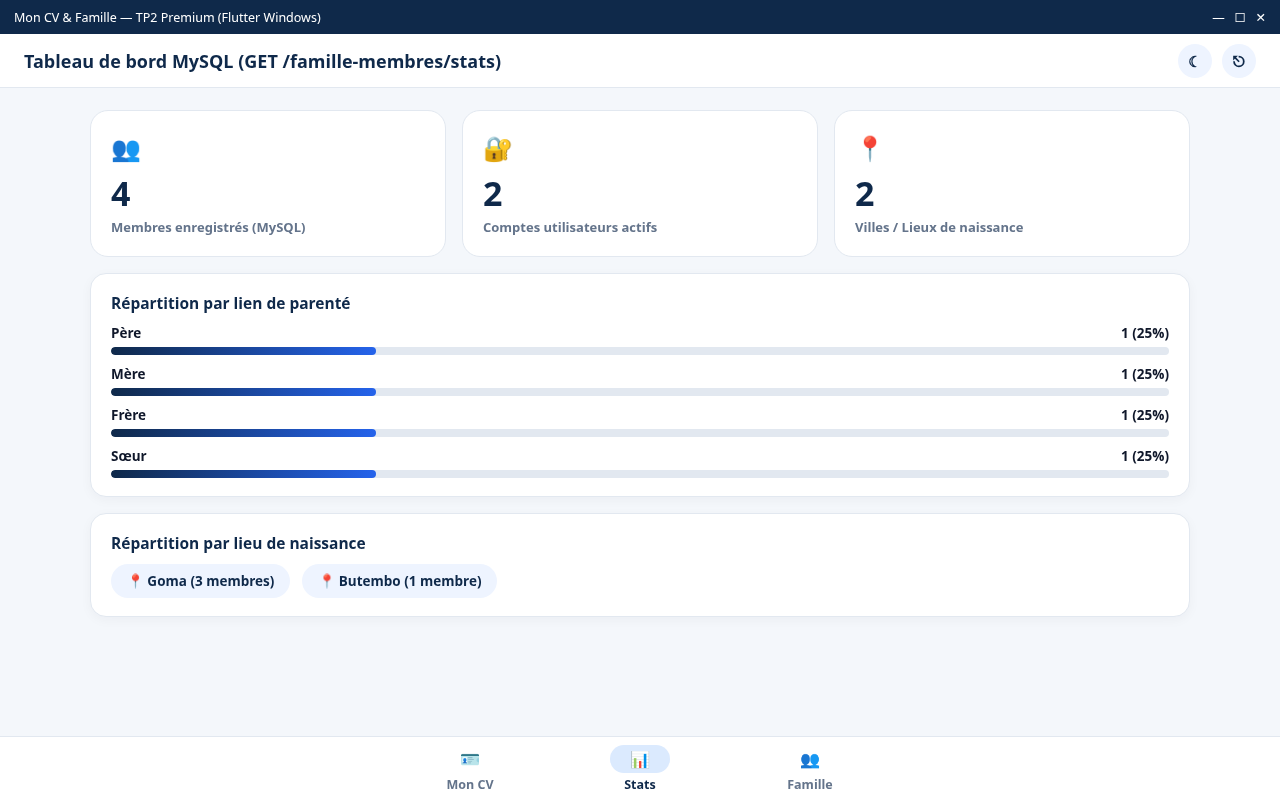 Mon CV & Famille — TP2 Premium (Flutter Windows)
Tableau de bord MySQL (GET /famille-membres/stats)
4
Membres enregistrés (MySQL)
2
Comptes utilisateurs actifs
2
Villes / Lieux de naissance
Répartition par lien de parenté
Père 1 (25%)
Mère 1 (25%)
Frère 1 (25%)
Sœur 1 (25%)
Répartition par lieu de naissance
Goma (3 membres) Butembo (1 membre)
Mon CV Stats Famille